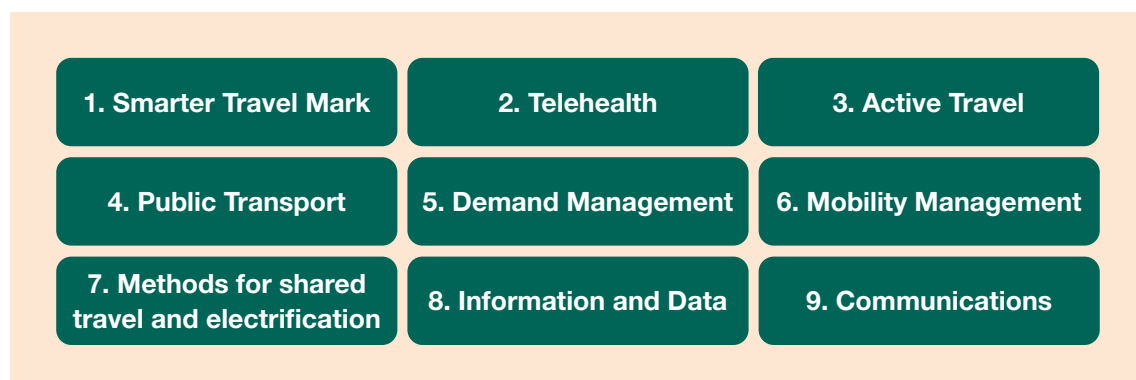 1. Smarter Travel Mark
2. Telehealth
3. Active Travel
4. Public Transport
5. Demand Management
6. Mobility Management
7. Methods for shared
travel and electrification
8. Information and Data
9. Communications